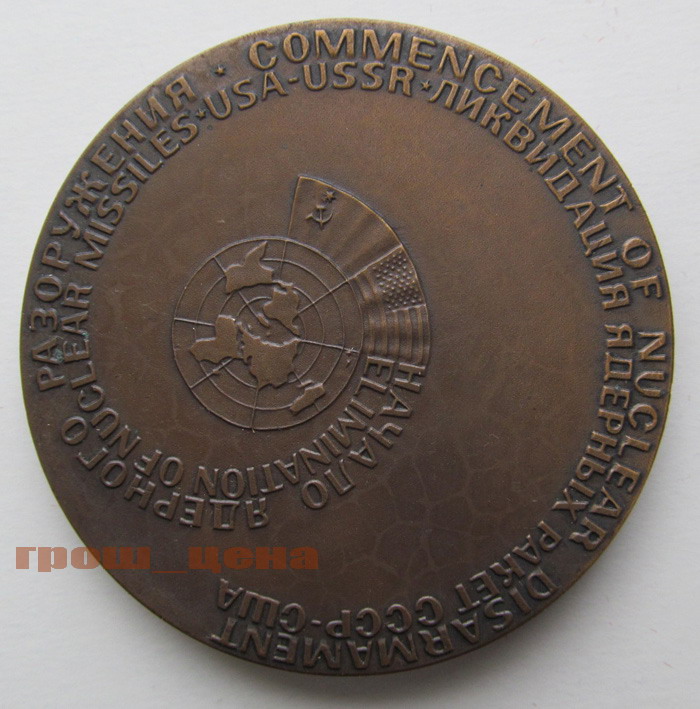 НАЧАЛО ЯДЕРНОГО РАЗОРУЖЕНИЯ · COMMENCEMENT OF NUCLEAR DISARMAMENT
ELIMINATION OF NUCLEAR MISSILES * USA-USSR * ЛИКВИДАЦИЯ ЯДЕРНЫХ РАКЕТ СССР-США
грош_цена